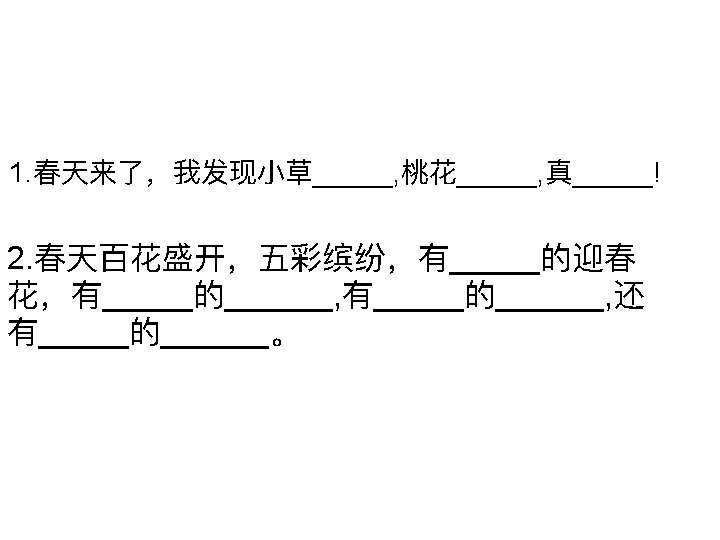 1.春天来了，我发现小草_____,桃花_____,真_____!
2.春天百花盛开，五彩缤纷，有_____的迎春
花，有_____的______,有_____的______,还
有_____的______。